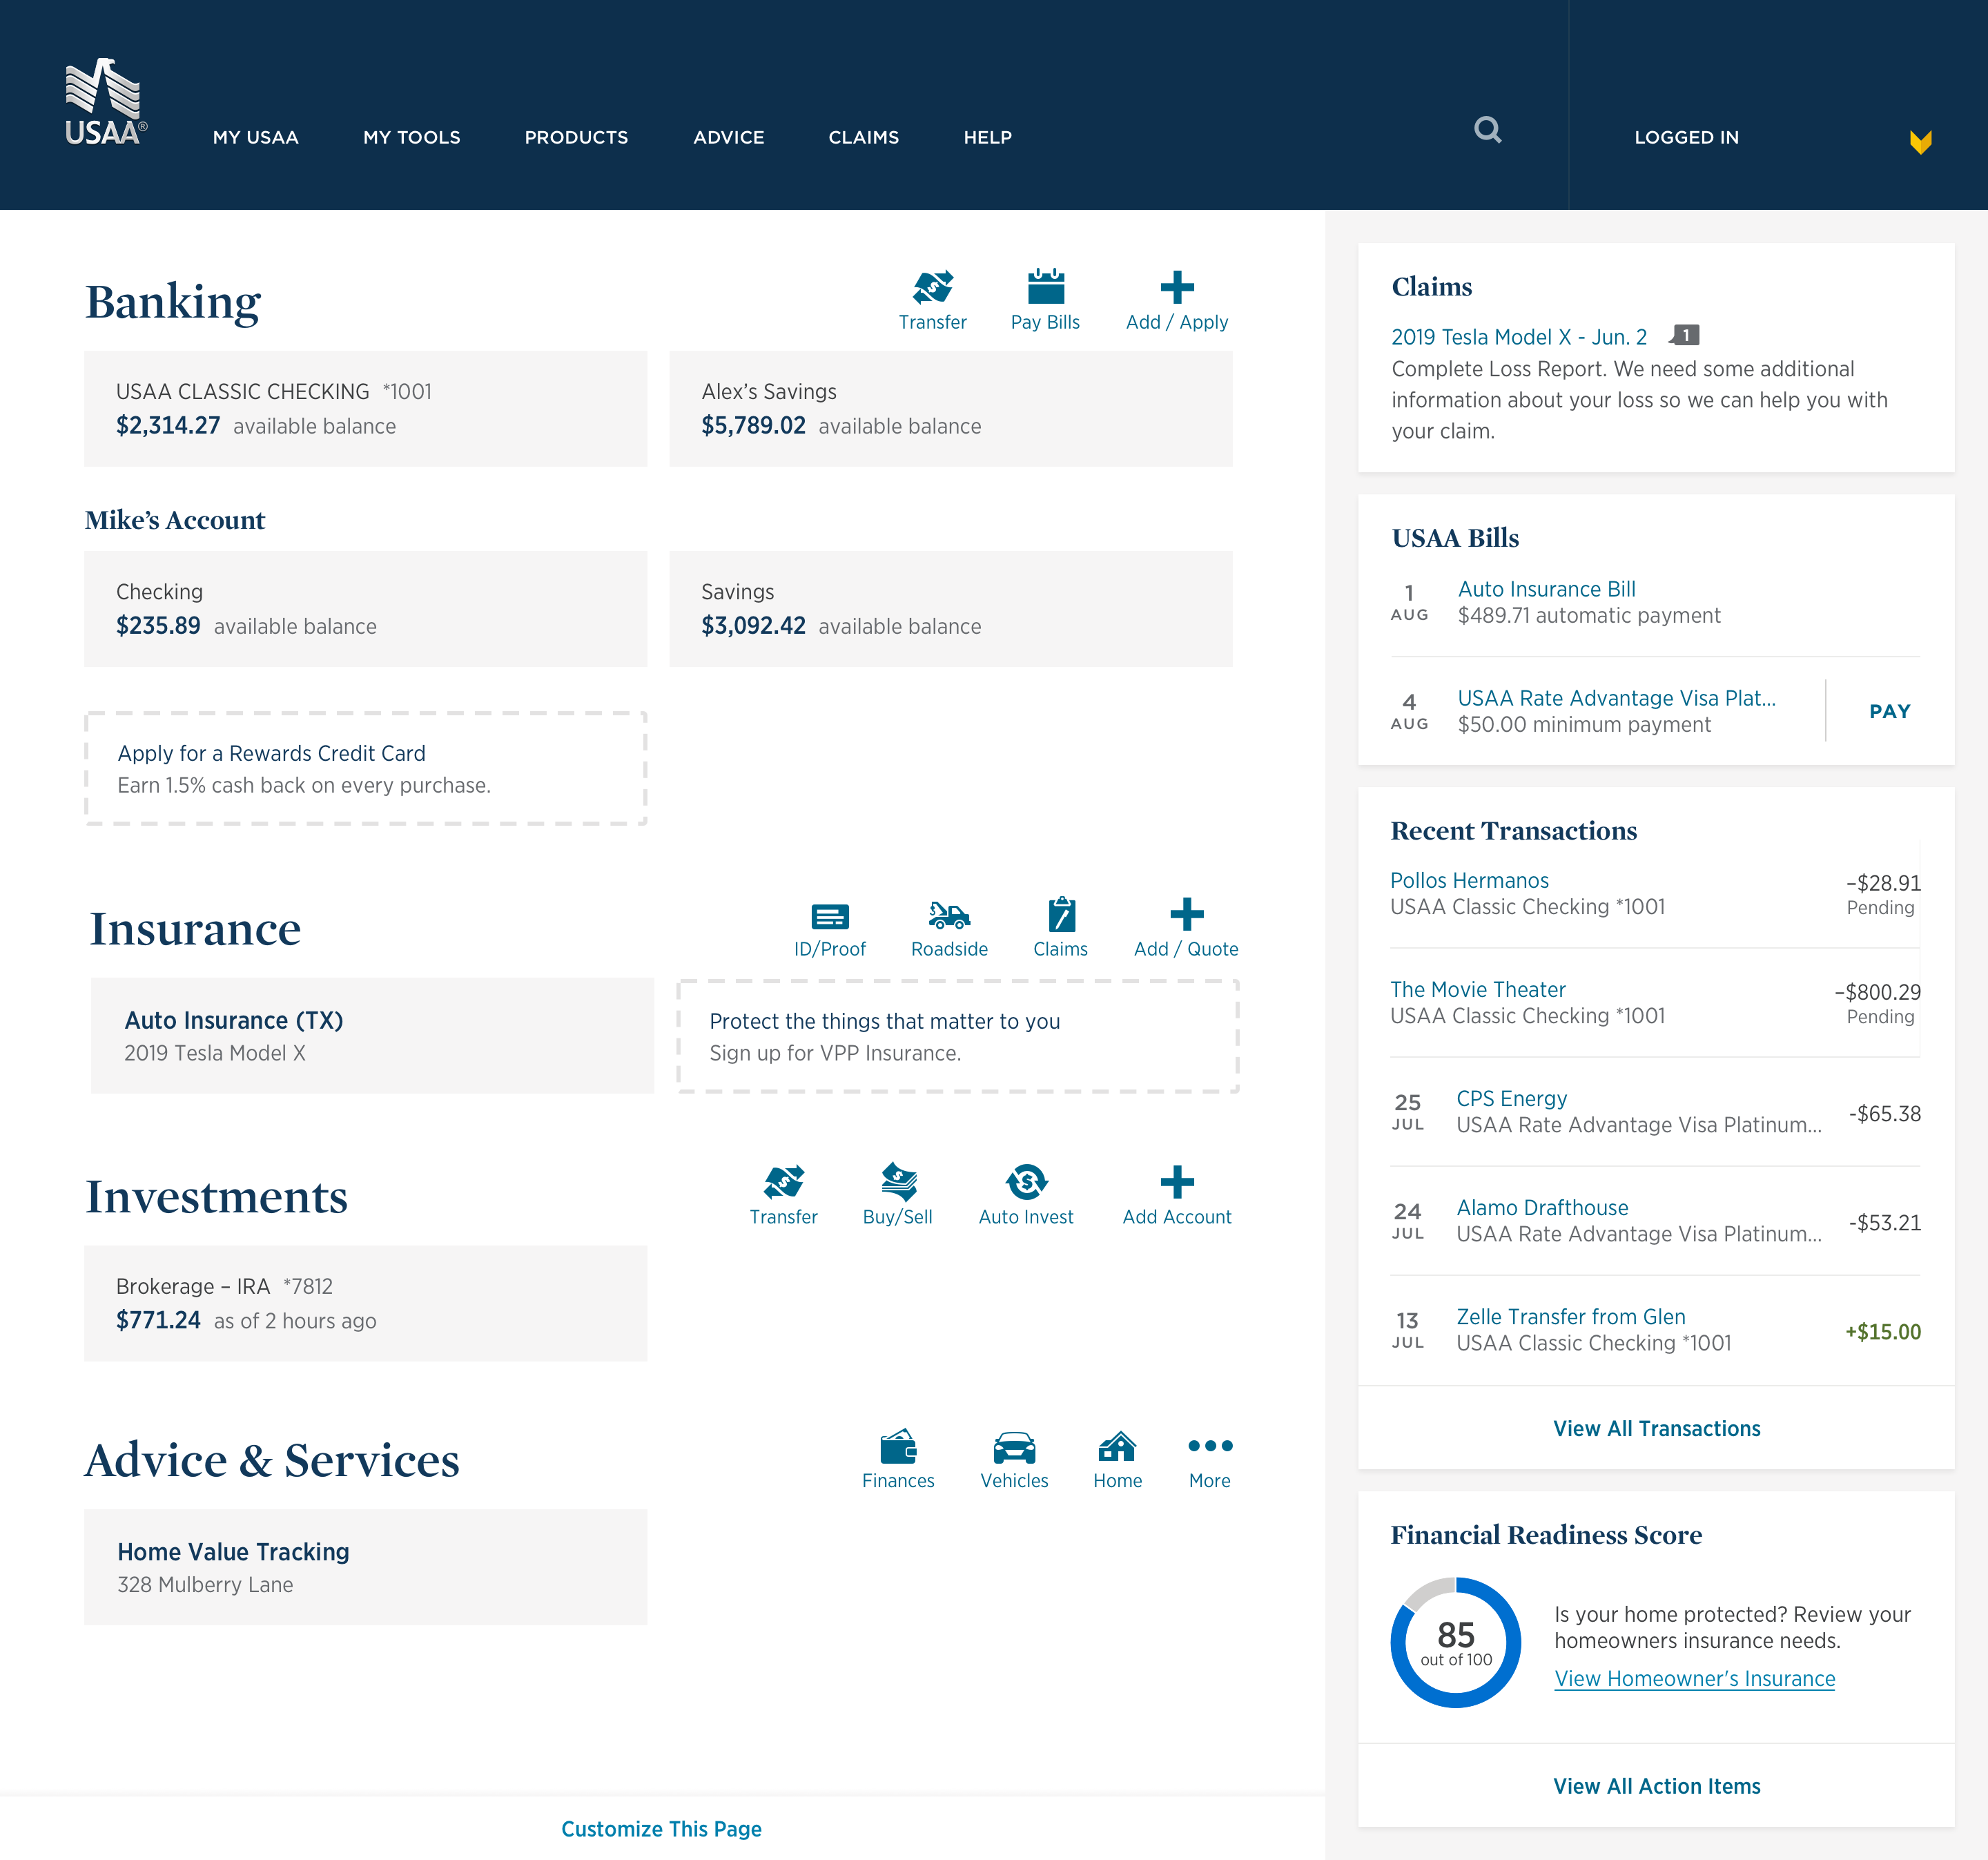 USAA®
MY USAA
MY TOOLS
PRODUCTS
ADVICE
CLAIMS
HELP
LOGGED IN
Banking
Transfer
Pay Bills
Add / Apply
USAA CLASSIC CHECKING *1001
$2,314.27 available balance
Alex’s Savings
$5,789.02 available balance
Mike’s Account
Checking
$235.89 available balance
Savings
$3,092.42 available balance
Apply for a Rewards Credit Card
Earn 1.5% cash back on every purchase.
Insurance
ID/Proof
Roadside
Claims
Add / Quote
Auto Insurance (TX)
2019 Tesla Model X
Protect the things that matter to you
Sign up for VPP Insurance.
Investments
Transfer
Buy/Sell
Auto Invest
Add Account
Brokerage – IRA *7812
$771.24 as of 2 hours ago
Advice & Services
Finances
Vehicles
Home
More
Home Value Tracking
328 Mulberry Lane
Customize This Page
Claims
2019 Tesla Model X - Jun. 2 1
Complete Loss Report. We need some additional
information about your loss so we can help you with
your claim.
USAA Bills
1 AUG
Auto Insurance Bill
$489.71 automatic payment
4 AUG
USAA Rate Advantage Visa Plat...
$50.00 minimum payment
PAY
Recent Transactions
Pollos Hermanos
USAA Classic Checking *1001
–$28.91
Pending
The Movie Theater
USAA Classic Checking *1001
–$800.29
Pending
25 JUL
CPS Energy
USAA Rate Advantage Visa Platinum...
-$65.38
24 JUL
Alamo Drafthouse
USAA Rate Advantage Visa Platinum...
-$53.21
13 JUL
Zelle Transfer from Glen
USAA Classic Checking *1001
+$15.00
View All Transactions
Financial Readiness Score
85
out of 100
Is your home protected? Review your
homeowners insurance needs.
View Homeowner's Insurance
View All Action Items